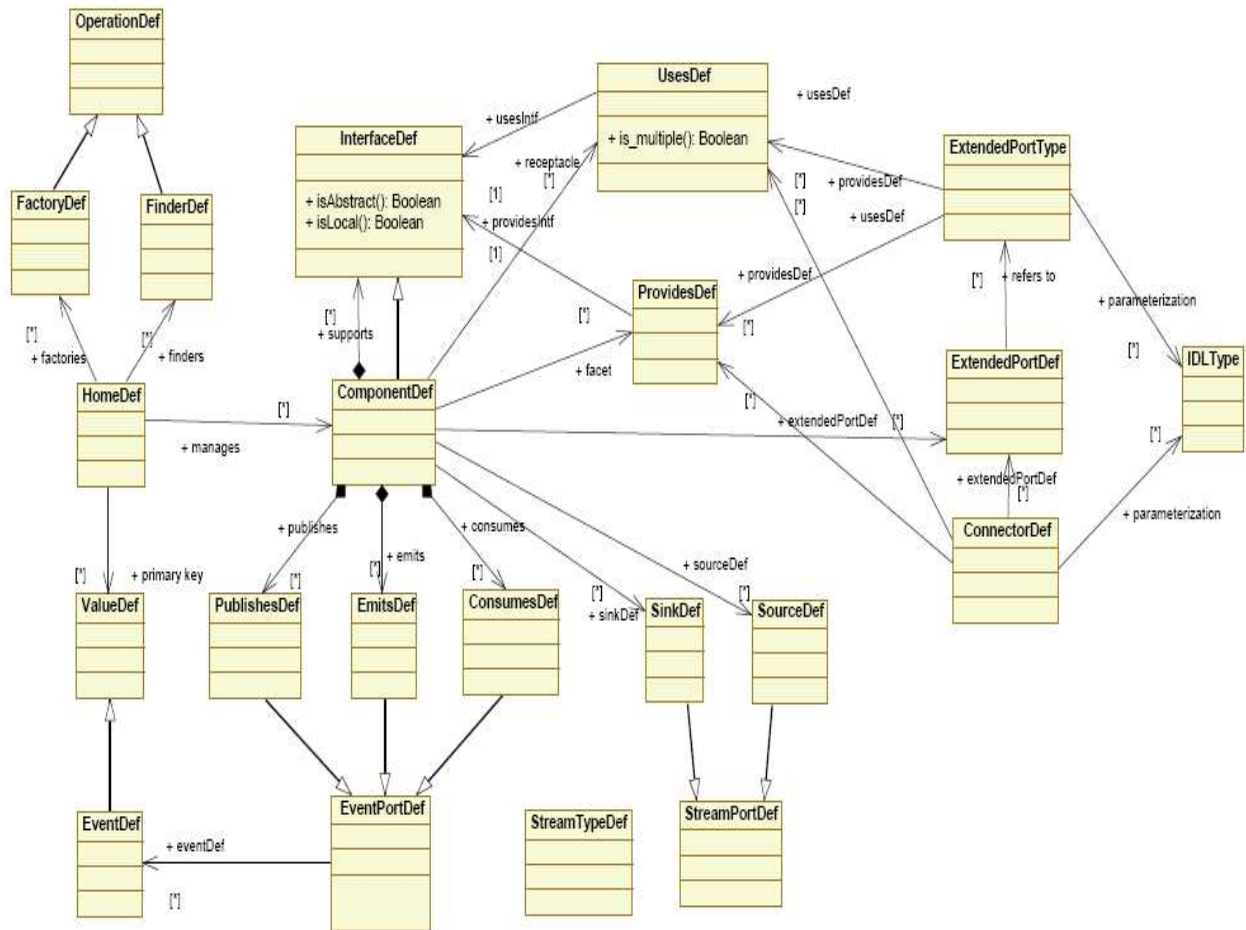 OperationDef
UsesDef
+ is_multiple(): Boolean
+ usesDef
+ usesIntf
InterfaceDef
+ isAbstract(): Boolean
+ isLocal(): Boolean
+ receptacle
[*]
[1]
+ providesIntf
[1]
[*]
[*]
ExtendedPortType
+ providesDef
+ usesDef
FactoryDef
FinderDef
ProvidesDef
+ providesDef
[*]
+ refers to
+ parameterization
[*]
[*]
[*]
+ supports
[*]
[*]
[*]
+ factories
+ finders
+ facet
[*]
ExtendedPortDef
IDLType
HomeDef
ComponentDef
[*]
+ manages
[*]
+ extendedPortDef
[*]
[*]
+ extendedPortDef
[*]
ConnectorDef
+ parameterization
+ publishes
+ emits
+ consumes
+ sourceDef
[*]
+ primary key
[*]
[*]
[*]
[*]
+ sinkDef
[*]
ValueDef
PublishesDef
EmitsDef
ConsumesDef
SinkDef
SourceDef
EventDef
+ eventDef
[*]
EventPortDef
StreamTypeDef
StreamPortDef